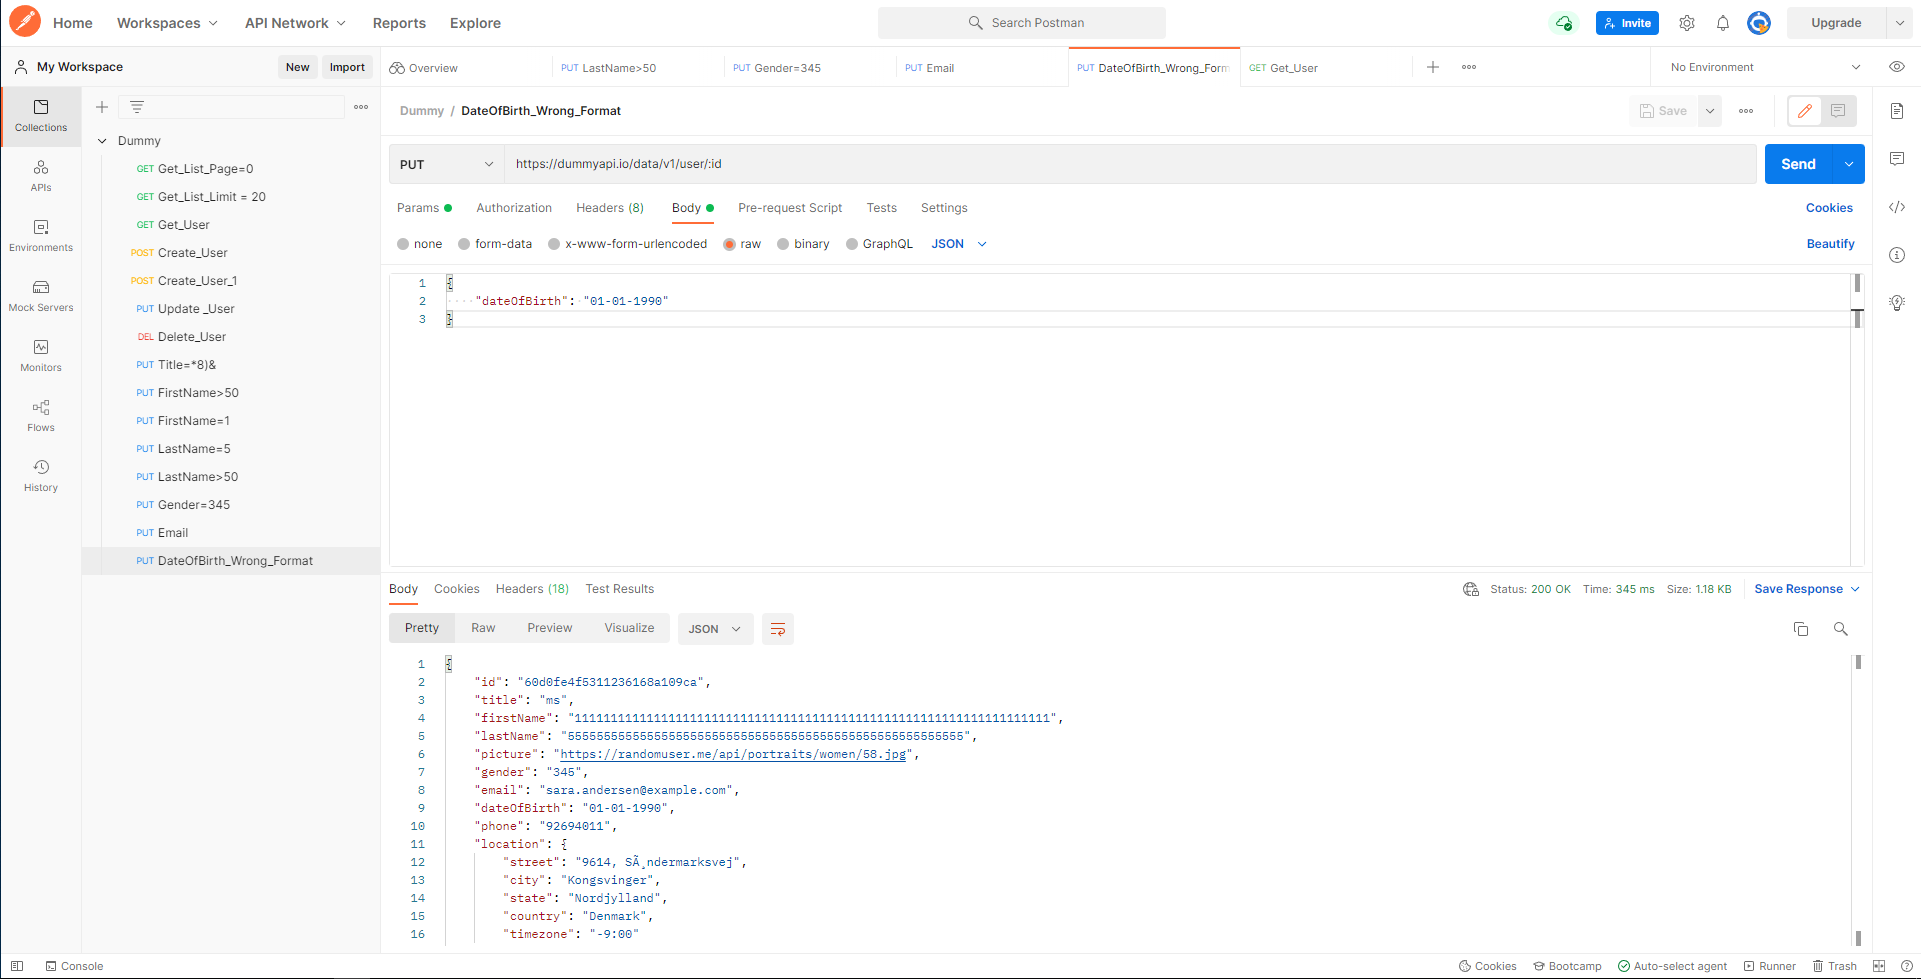 Home Workspaces API Network Reports Explore Search Postman Invite Upgrade
My Workspace New Import Overview PUT LastName>50 PUT Gender=345 PUT Email PUT DateOfBirth_Wrong_Form GET Get_User No Environment
Collections
APIs
Environments
Mock Servers
Monitors
Flows
History
Dummy
GET Get_List_Page=0
GET Get_List_Limit = 20
GET Get_User
POST Create_User
POST Create_User_1
PUT Update _User
DEL Delete_User
PUT Title=*8)&
PUT FirstName>50
PUT FirstName=1
PUT LastName=5
PUT LastName>50
PUT Gender=345
PUT Email
PUT DateOfBirth_Wrong_Format
Dummy / DateOfBirth_Wrong_Format Save
PUT https://dummyapi.io/data/v1/user/:id Send
Params Authorization Headers (8) Body Pre-request Script Tests Settings Cookies
none form-data x-www-form-urlencoded raw binary GraphQL JSON Beautify
1 {
2 "dateOfBirth": "01-01-1990"
3 }
Body Cookies Headers (18) Test Results Status: 200 OK Time: 345 ms Size: 1.18 KB Save Response
Pretty Raw Preview Visualize JSON
1 {
2 "id": "60d0fe4f5311236168a109ca",
3 "title": "ms",
4 "firstName": "111111111111111111111111111111111111111111111111111111111111111111",
5 "lastName": "5555555555555555555555555555555555555555555555555555555",
6 "picture": "https://randomuser.me/api/portraits/women/58.jpg",
7 "gender": "345",
8 "email": "sara.andersen@example.com",
9 "dateOfBirth": "01-01-1990",
10 "phone": "92694011",
11 "location": {
12 "street": "9614, SÃ¸ndermarksvej",
13 "city": "Kongsvinger",
14 "state": "Nordjylland",
15 "country": "Denmark",
16 "timezone": "-9:00"
Console Cookies Bootcamp Auto-select agent Runner Trash